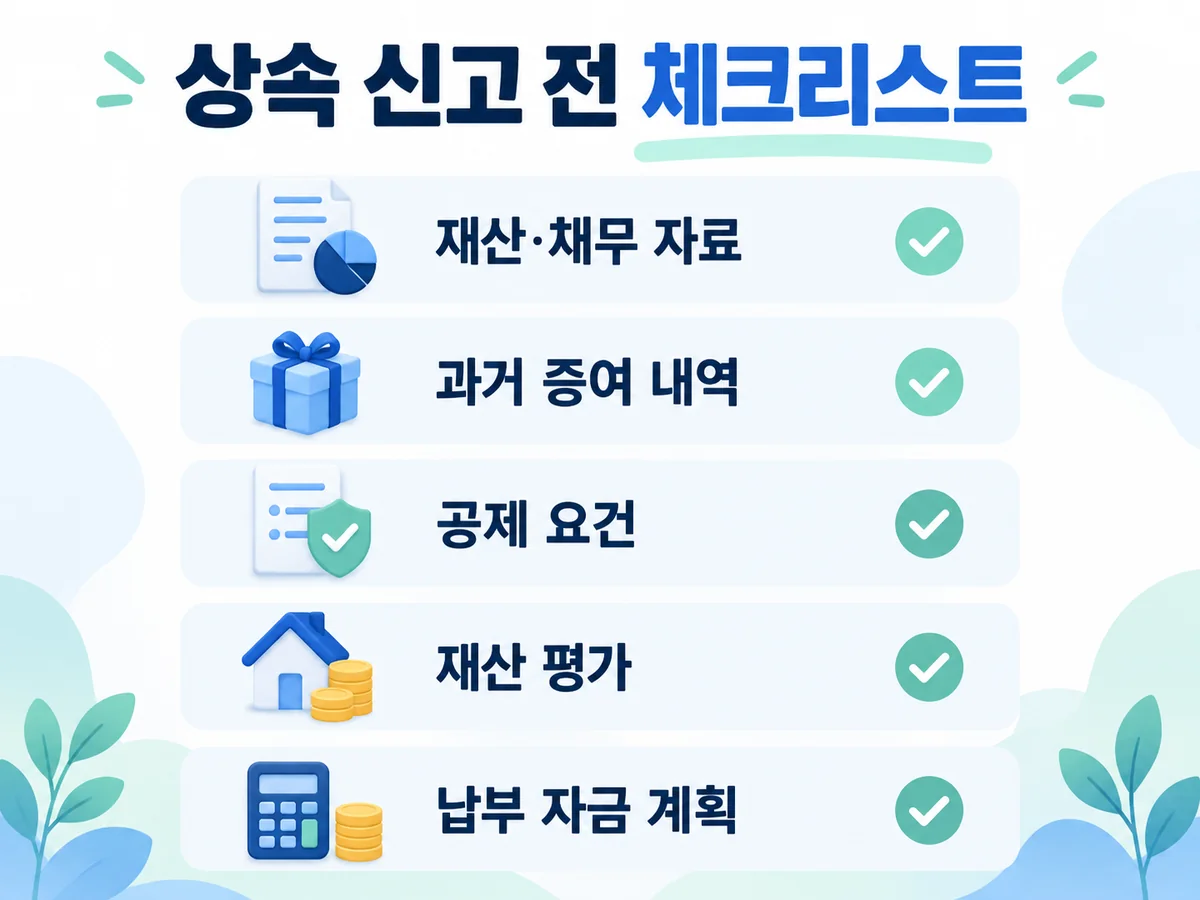 상속 신고 전 체크리스트
재산·채무 자료
과거 증여 내역
공제 요건
재산 평가
납부 자금 계획